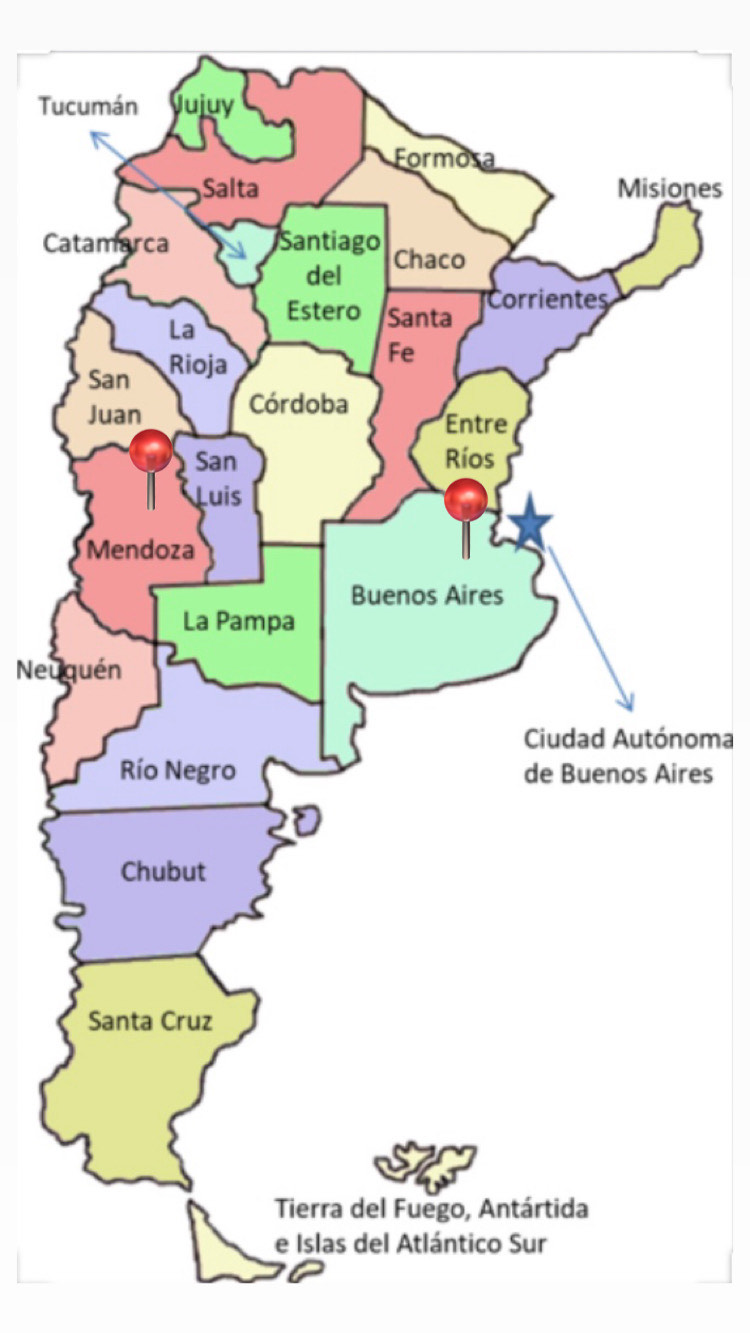 Jujuy
Tucumán
Formosa
Salta
Misiones
Catamarca
Santiago
del
Estero
Chaco
Corrientes
Santa
Fe
La
Rioja
San
Juan
Córdoba
Entre
Ríos
San
Luis
Mendoza
Buenos Aires
La Pampa
Neuquén
Ciudad Autónoma
de Buenos Aires
Río Negro
Chubut
Santa Cruz
Tierra del Fuego, Antártida
e Islas del Atlántico Sur